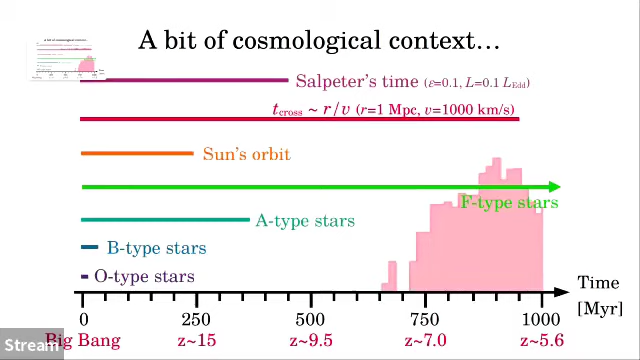 A bit of cosmological context…
Salpeter's time (ε=0.1, L=0.1 L_Edd)
t_cross ~ r/v (r=1 Mpc, v=1000 km/s)
Sun's orbit
F-type stars
A-type stars
B-type stars
O-type stars
Time
[Myr]
0 250 500 750 1000
Big Bang z~15 z~9.5 z~7.0 z~5.6
Stream